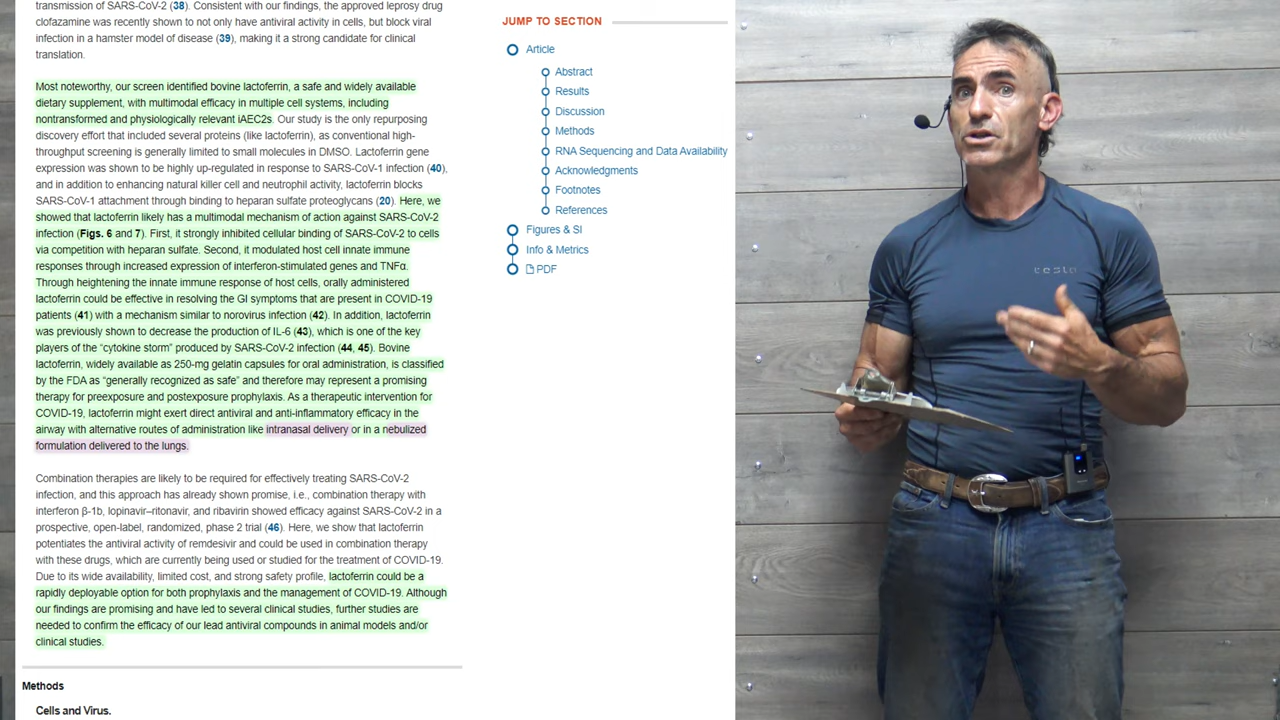 transmission of SARS-CoV-2 (38). Consistent with our findings, the approved leprosy drug
clofazamine was recently shown to not only have antiviral activity in cells, but block viral
infection in a hamster model of disease (39), making it a strong candidate for clinical
translation.
Most noteworthy, our screen identified bovine lactoferrin, a safe and widely available
dietary supplement, with multimodal efficacy in multiple cell systems, including
nontransformed and physiologically relevant iAEC2s. Our study is the only repurposing
discovery effort that included several proteins (like lactoferrin), as conventional high-
throughput screening is generally limited to small molecules in DMSO. Lactoferrin gene
expression was shown to be highly up-regulated in response to SARS-CoV-1 infection (40),
and in addition to enhancing natural killer cell and neutrophil activity, lactoferrin blocks
SARS-CoV-1 attachment through binding to heparan sulfate proteoglycans (20). Here, we
showed that lactoferrin likely has a multimodal mechanism of action against SARS-CoV-2
infection (Figs. 6 and 7). First, it strongly inhibited cellular binding of SARS-CoV-2 to cells
via competition with heparan sulfate. Second, it modulated host cell innate immune
responses through increased expression of interferon-stimulated genes and TNFα.
Through heightening the innate immune response of host cells, orally administered
lactoferrin could be effective in resolving the GI symptoms that are present in COVID-19
patients (41) with a mechanism similar to norovirus infection (42). In addition, lactoferrin
was previously shown to decrease the production of IL-6 (43), which is one of the key
players of the “cytokine storm” produced by SARS-CoV-2 infection (44, 45). Bovine
lactoferrin, widely available as 250-mg gelatin capsules for oral administration, is classified
by the FDA as “generally recognized as safe” and therefore may represent a promising
therapy for preexposure and postexposure prophylaxis. As a therapeutic intervention for
COVID-19, lactoferrin might exert direct antiviral and anti-inflammatory efficacy in the
airway with alternative routes of administration like intranasal delivery or in a nebulized
formulation delivered to the lungs.
Combination therapies are likely to be required for effectively treating SARS-CoV-2
infection, and this approach has already shown promise, i.e., combination therapy with
interferon β-1b, lopinavir–ritonavir, and ribavirin showed efficacy against SARS-CoV-2 in a
prospective, open-label, randomized, phase 2 trial (46). Here, we show that lactoferrin
potentiates the antiviral activity of remdesivir and could be used in combination therapy
with these drugs, which are currently being used or studied for the treatment of COVID-19.
Due to its wide availability, limited cost, and strong safety profile, lactoferrin could be a
rapidly deployable option for both prophylaxis and the management of COVID-19. Although
our findings are promising and have led to several clinical studies, further studies are
needed to confirm the efficacy of our lead antiviral compounds in animal models and/or
clinical studies.
Methods
Cells and Virus.
JUMP TO SECTION
Article
Abstract
Results
Discussion
Methods
RNA Sequencing and Data Availability
Acknowledgments
Footnotes
References
Figures & SI
Info & Metrics
PDF